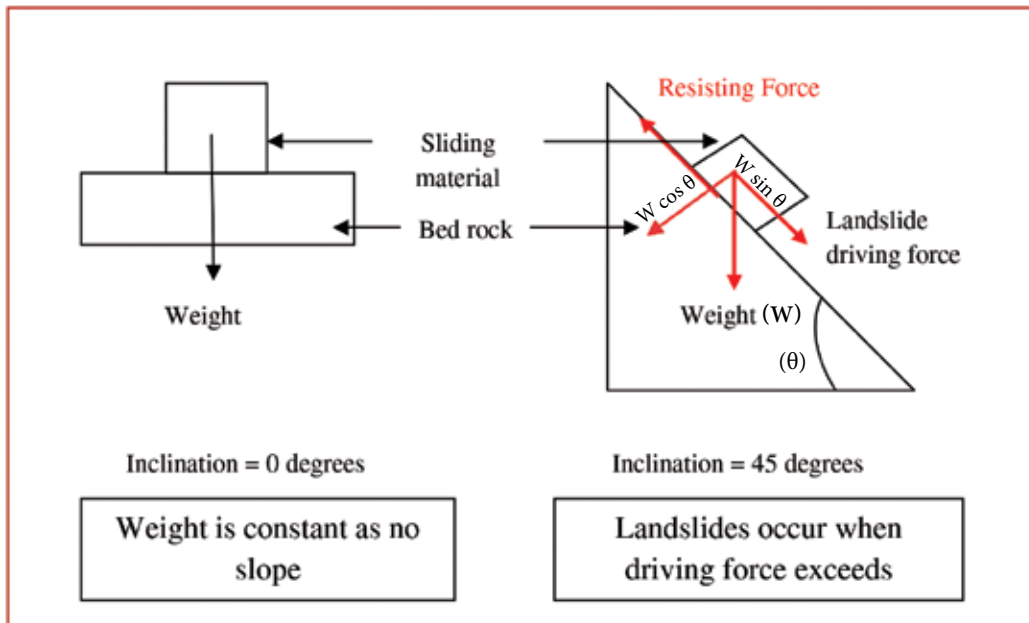 Resisting Force
Sliding
material
W cos θ
W sin θ
Bed rock
Landslide
driving force
Weight
Weight (W)
(θ)
Inclination = 0 degrees
Inclination = 45 degrees
Weight is constant as no
slope
Landslides occur when
driving force exceeds